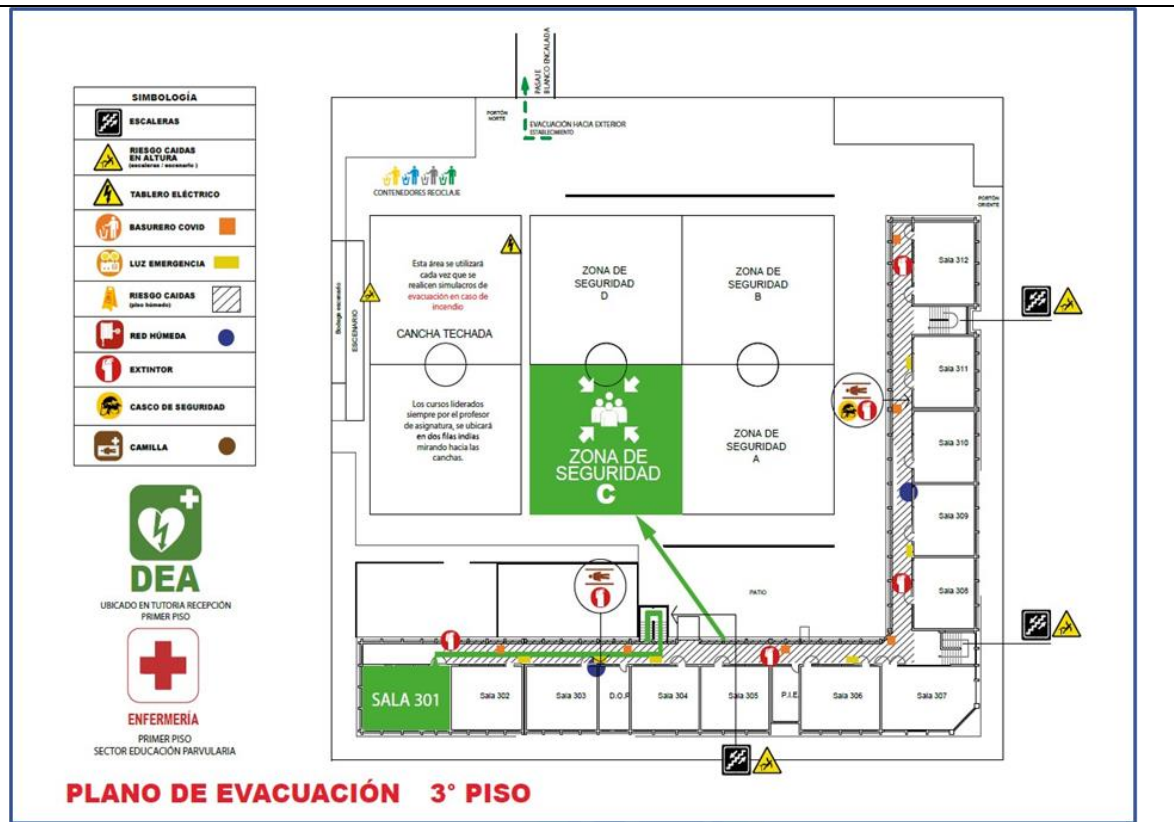 SIMBOLOGÍA
ESCALERAS
RIESGO CAIDAS
EN ALTURA
(escaleras / escenario )
TABLERO ELÉCTRICO
BASURERO COVID
LUZ EMERGENCIA
RIESGO CAIDAS
(piso húmedo)
RED HÚMEDA
EXTINTOR
CASCO DE SEGURIDAD
CAMILLA
DEA
UBICADO EN TUTORIA RECEPCIÓN
PRIMER PISO
ENFERMERÍA
PRIMER PISO
SECTOR EDUCACIÓN PARVULARIA
PASAJE
BLANCO ENCALADA
PORTÓN
NORTE
EVACUACIÓN HACIA EXTERIOR
ESTABLECIMIENTO
CONTENEDORES RECICLAJE
PORTÓN
ORIENTE
Bodega escenario
ESCENARIO
Esta área se utilizará
cada vez que se
realicen simulacros de
evacuación en caso de
incendio
CANCHA TECHADA
Los cursos liderados
siempre por el profesor
de asignatura, se ubicará
en dos filas indias
mirando hacia las
canchas.
ZONA DE
SEGURIDAD
D
ZONA DE
SEGURIDAD
B
ZONA DE
SEGURIDAD
C
ZONA DE
SEGURIDAD
A
Sala 312
Sala 311
Sala 310
Sala 309
Sala 308
PATIO
SALA 301
Sala 302
Sala 303
D.O.P
Sala 304
Sala 305
P.I.E.
Sala 306
Sala 307
PLANO DE EVACUACIÓN 3° PISO